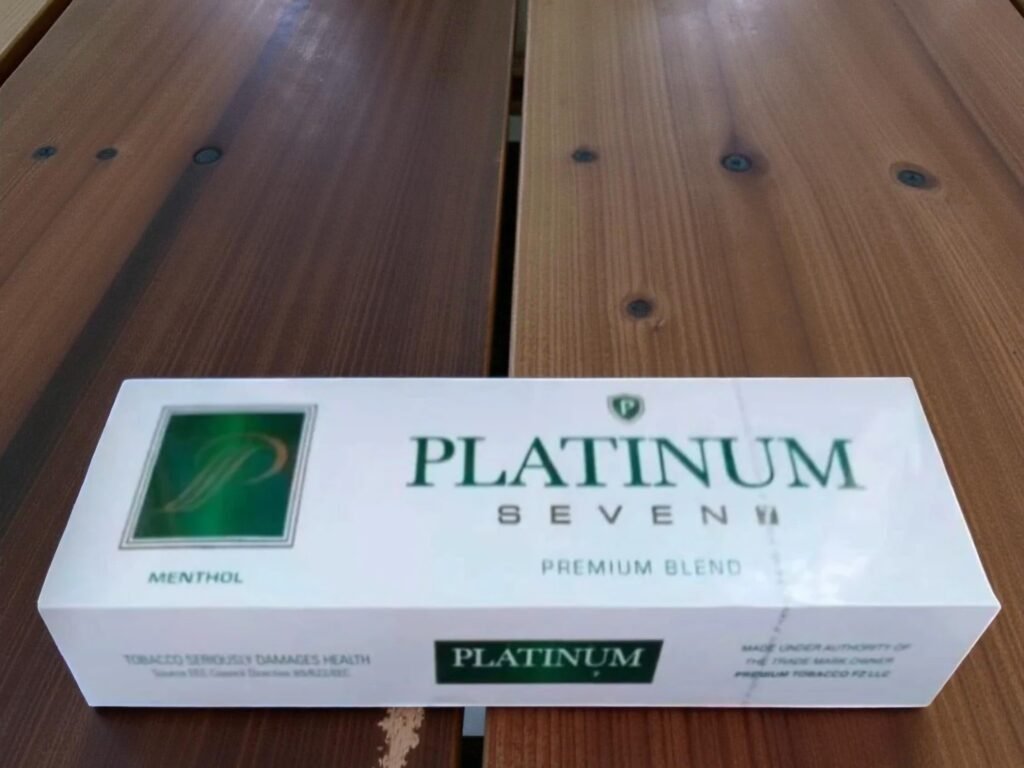 P
PLATINUM
SEVEN 7
PREMIUM BLEND
P
MENTHOL
TOBACCO SERIOUSLY DAMAGES HEALTH
PLATINUM
MADE UNDER AUTHORITY OF
THE TRADE MARK OWNER
PREMIUM TOBACCO FZ LLC